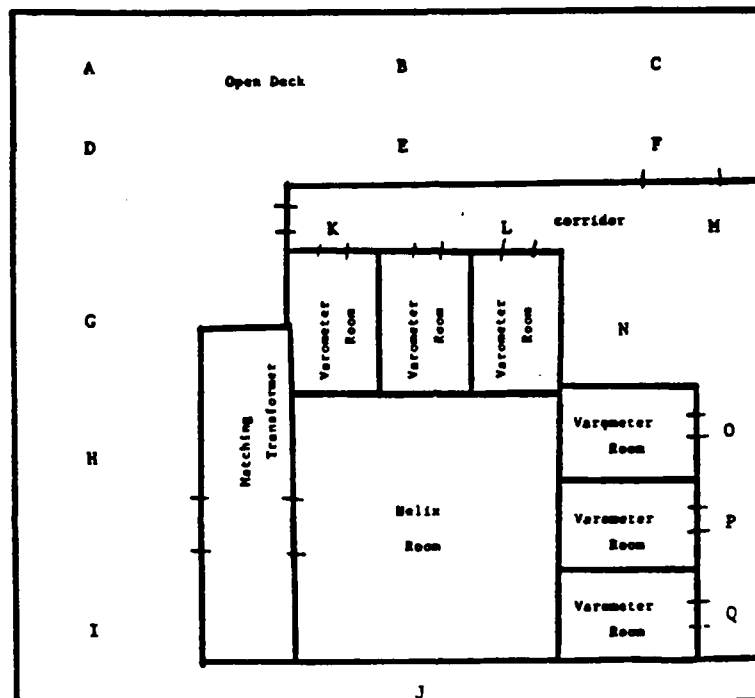 A
B
C
Open Deck
D
E
F
K
L
corridor
M
G
Varometer
Room
Varometer
Room
Varometer
Room
N
Matching
Transformer
Varometer
Room
O
H
Helix
Room
Varometer
Room
P
Varometer
Room
Q
I
J